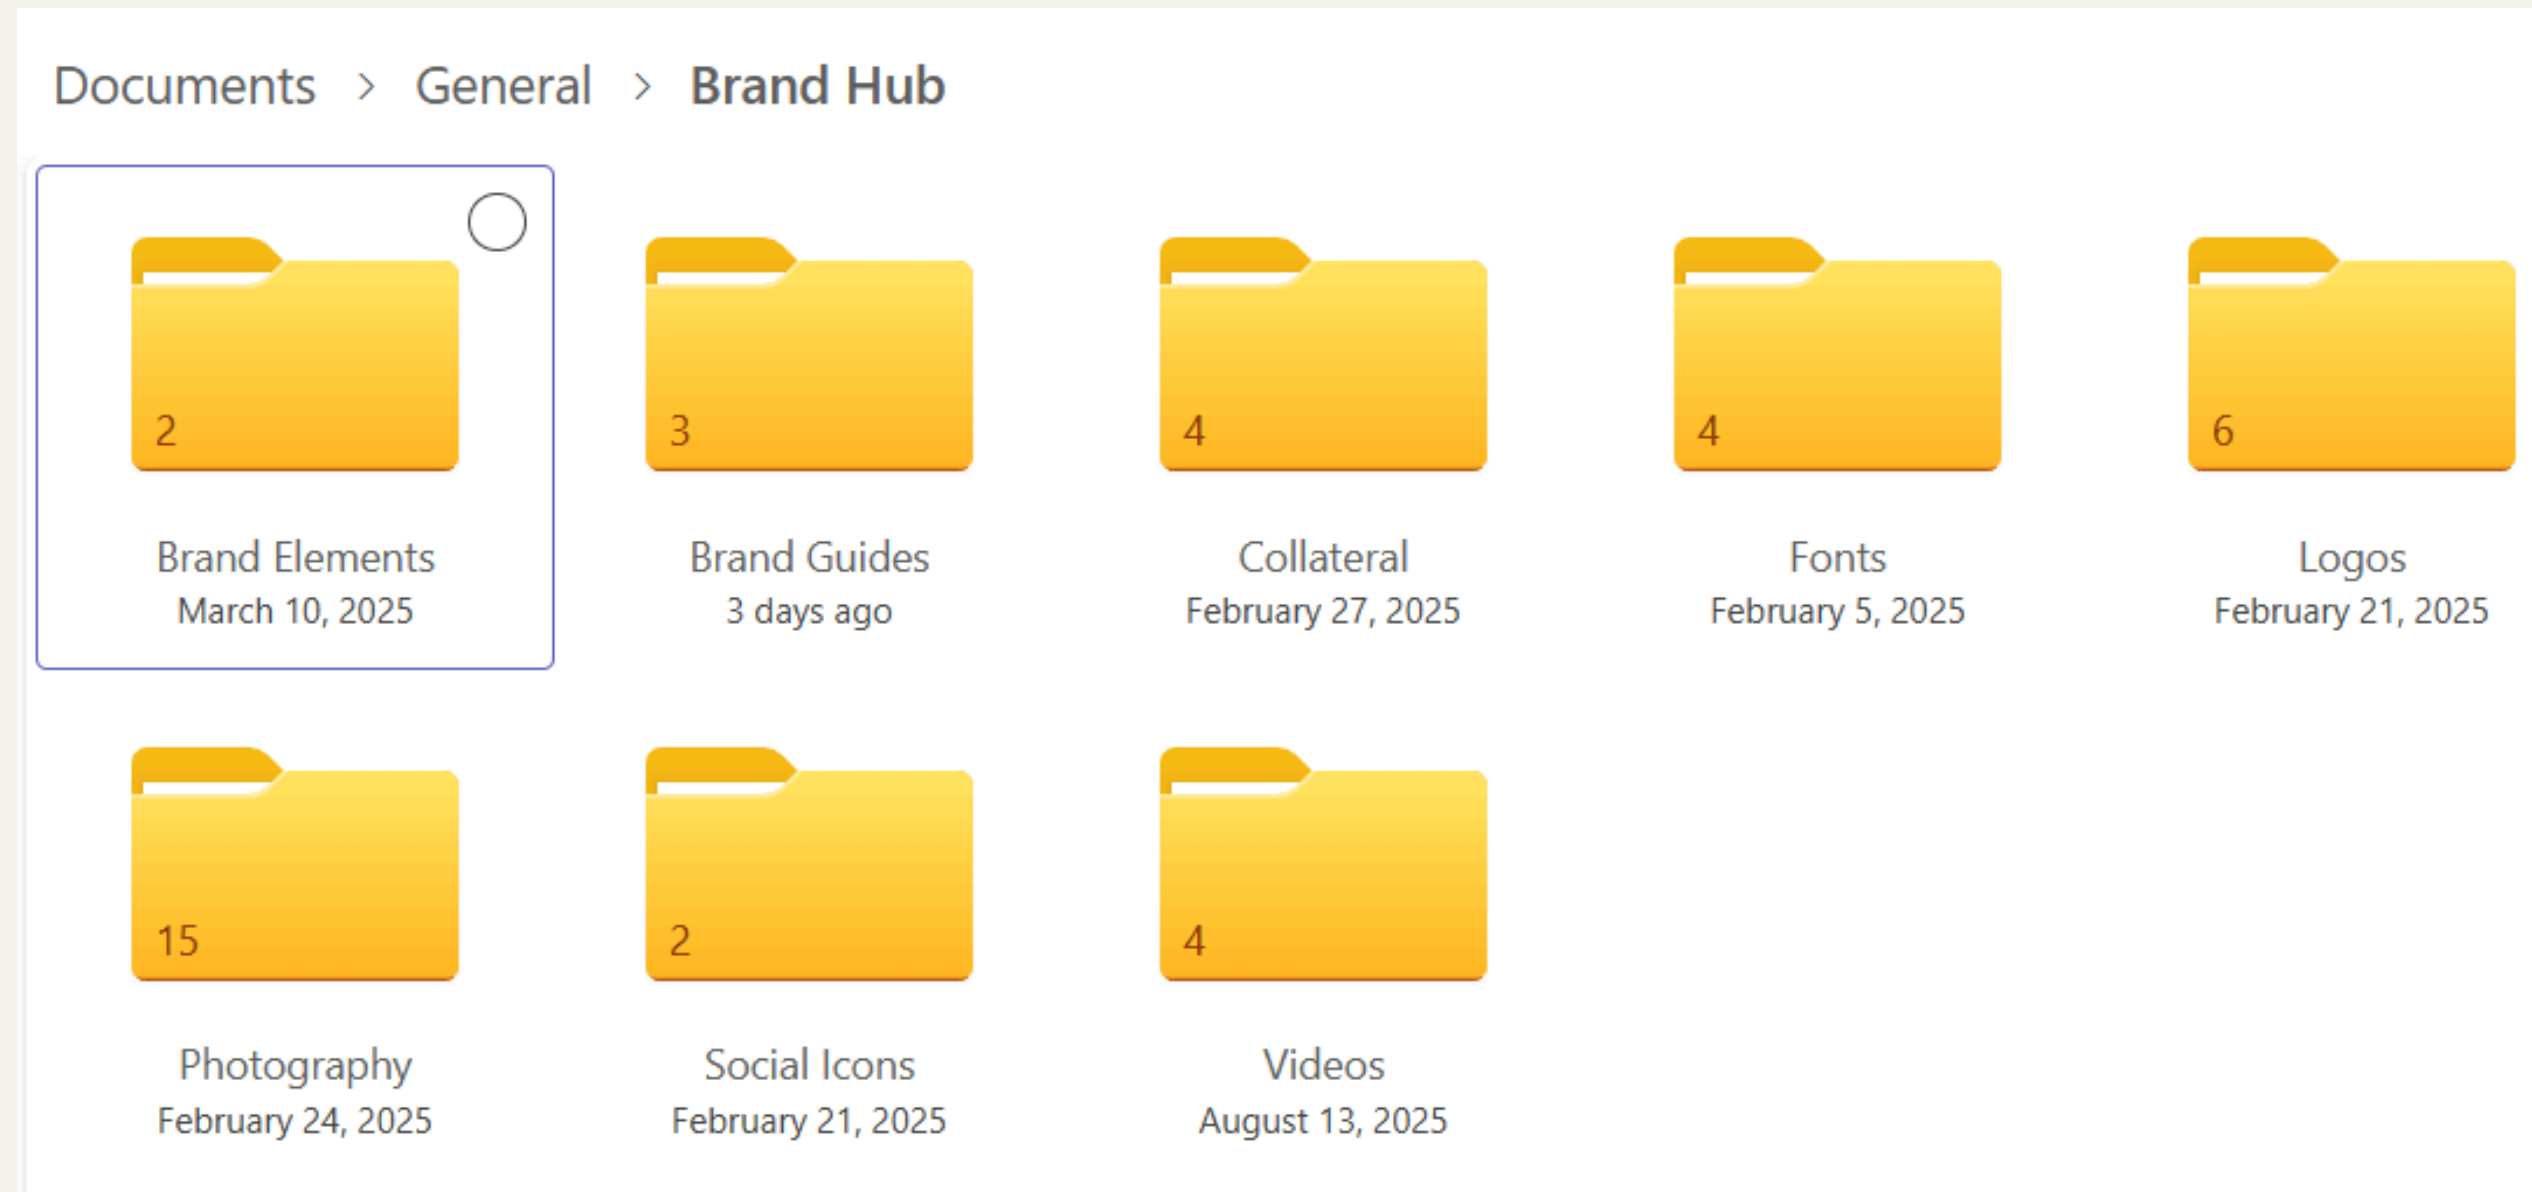 Documents > General > Brand Hub
2
3
4
4
6
Brand Elements
March 10, 2025
Brand Guides
3 days ago
Collateral
February 27, 2025
Fonts
February 5, 2025
Logos
February 21, 2025
15
2
4
Photography
February 24, 2025
Social Icons
February 21, 2025
Videos
August 13, 2025